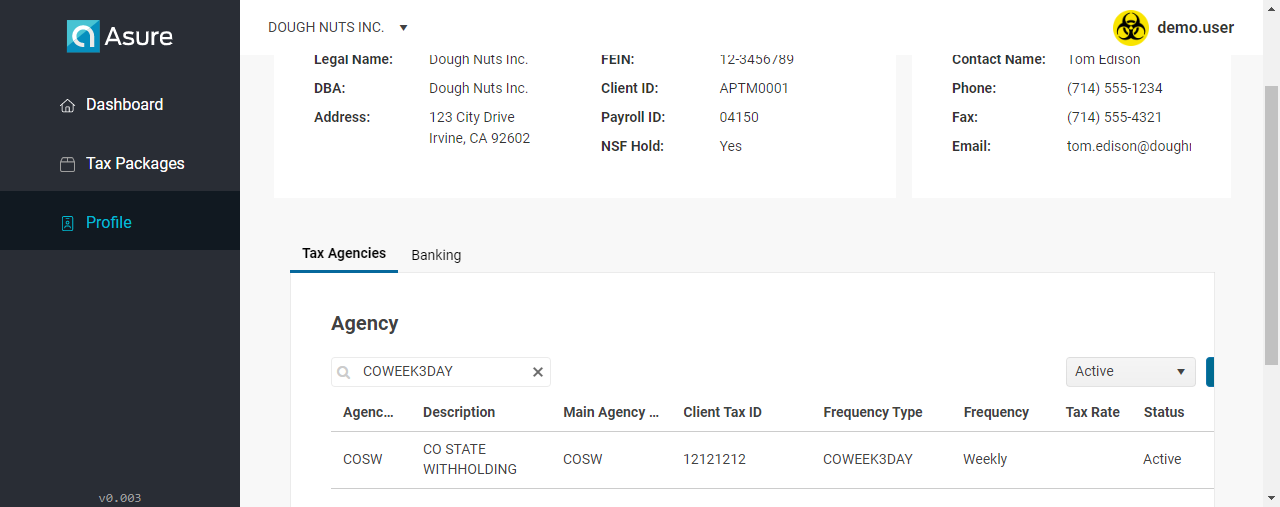 Asure
DOUGH NUTS INC.
demo.user
Dashboard
Tax Packages
Profile
v0.003
Legal Name: Dough Nuts Inc.
DBA: Dough Nuts Inc.
Address: 123 City Drive
Irvine, CA 92602
FEIN: 12-3456789
Client ID: APTM0001
Payroll ID: 04150
NSF Hold: Yes
Contact Name: Tom Edison
Phone: (714) 555-1234
Fax: (714) 555-4321
Email: tom.edison@doughn
Tax Agencies Banking
Agency
COWEEK3DAY Active
Agenc... Description Main Agency ... Client Tax ID Frequency Type Frequency Tax Rate Status
COSW CO STATE WITHHOLDING COSW 12121212 COWEEK3DAY Weekly Active